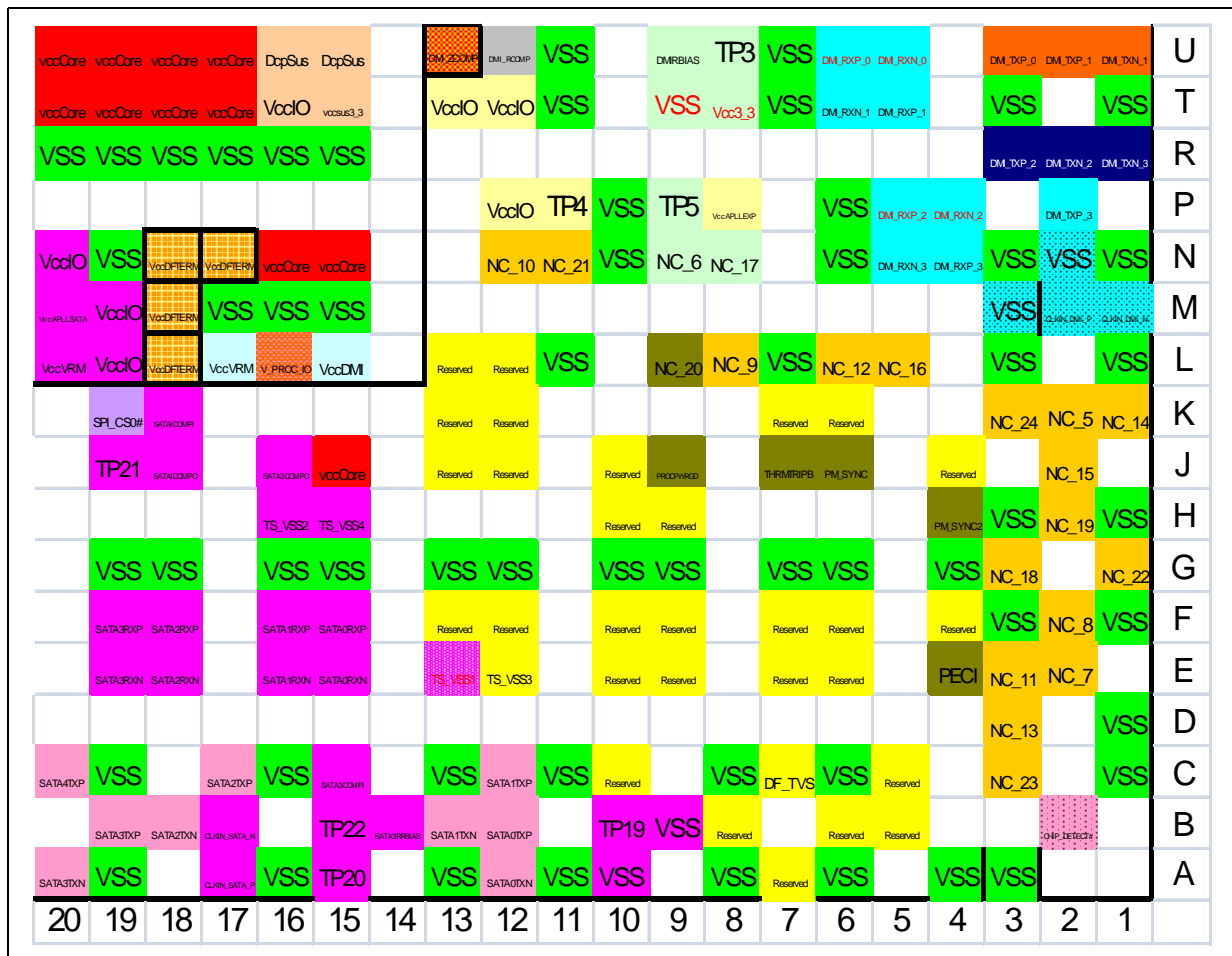 vccCore vccCore vccCore vccCore DcpSus DcpSus DMI_ZCOMP DMI_RCOMP VSS DMIRBIAS TP3 VSS DMI_RXP_0 DMI_RXN_0 DMI_TXP_0 DMI_TXP_1 DMI_TXN_1 U
vccCore vccCore vccCore vccCore VccIO vccsus3_3 VccIO VccIO VSS VSS Vcc3_3 VSS DMI_RXN_1 DMI_RXP_1 VSS VSS T
VSS VSS VSS VSS VSS VSS DMI_TXP_2 DMI_TXN_2 DMI_TXN_3 R
VccIO TP4 VSS TP5 VccAPLLEXP VSS DMI_RXP_2 DMI_RXN_2 DMI_TXP_3 P
VccIO VSS VccDFTERM VccDFTERM vccCore vccCore NC_10 NC_21 VSS NC_6 NC_17 VSS DMI_RXN_3 DMI_RXP_3 VSS VSS VSS N
VccAPLLSATA VccIO VccDFTERM VSS VSS VSS VSS CLKIN_DMI_P CLKIN_DMI_N M
VccVRM VccIO VccDFTERM VccVRM V_PROC_IO VccDMI Reserved Reserved VSS NC_20 NC_9 VSS NC_12 NC_16 VSS VSS L
SPI_CS0# SATAICOMPI Reserved Reserved Reserved Reserved NC_24 NC_5 NC_14 K
TP21 SATAICOMPO SATA3COMPO vccCore Reserved Reserved Reserved PROCPWRGD THRMTRIPB PM_SYNC Reserved NC_15 J
TS_VSS2 TS_VSS4 Reserved Reserved PM_SYNC2 VSS NC_19 VSS H
VSS VSS VSS VSS VSS VSS VSS VSS VSS VSS VSS NC_18 NC_22 G
SATA3RXP SATA2RXP SATA1RXP SATA0RXP Reserved Reserved Reserved Reserved Reserved Reserved Reserved VSS NC_8 VSS F
SATA3RXN SATA2RXN SATA1RXN SATA0RXN TS_VSS1 TS_VSS3 Reserved Reserved Reserved Reserved PECI NC_11 NC_7 E
NC_13 VSS D
SATA4TXP VSS SATA2TXP VSS SATA3COMPI VSS SATA1TXP VSS Reserved VSS DF_TVS VSS Reserved NC_23 VSS C
SATA3TXP SATA2TXN CLKIN_SATA_N TP22 SATA3RBIAS SATA1TXN SATA0TXP TP19 VSS Reserved Reserved Reserved CHIP_DETECT# B
SATA3TXN VSS CLKIN_SATA_P VSS TP20 VSS SATA0TXN VSS VSS VSS Reserved VSS VSS VSS A
20 19 18 17 16 15 14 13 12 11 10 9 8 7 6 5 4 3 2 1